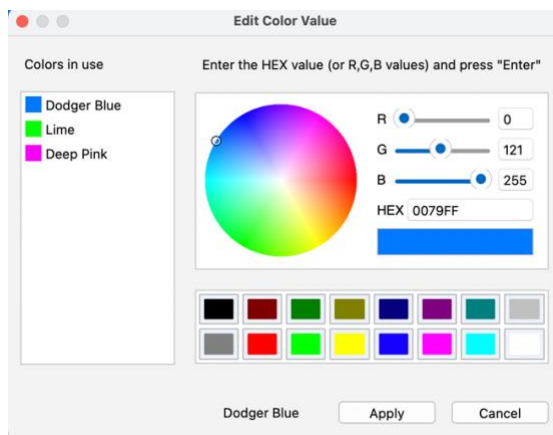 Edit Color Value
Colors in use
Enter the HEX value (or R,G,B values) and press "Enter"
Dodger Blue
Lime
Deep Pink
R 0
G 121
B 255
HEX 0079FF
Dodger Blue
Apply
Cancel